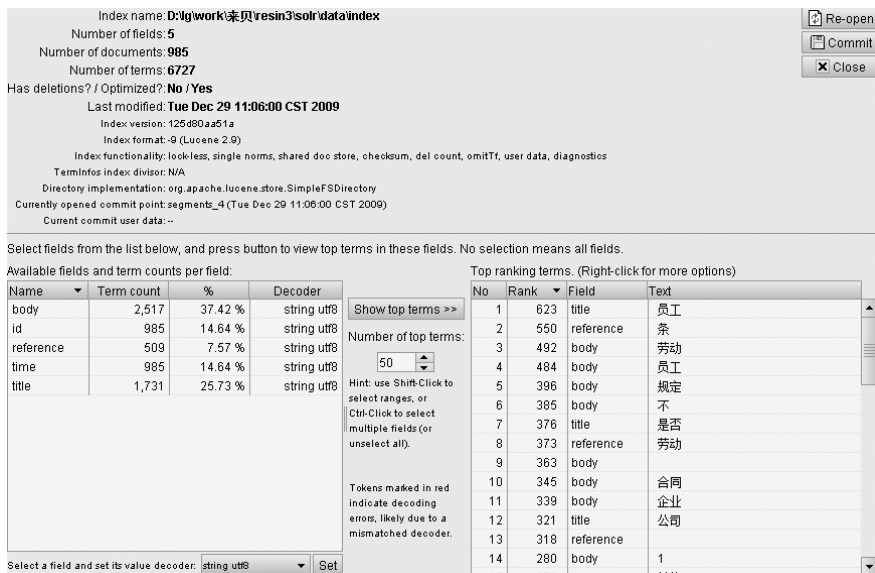 Index name: D:\lg\work\来贝\resin3\solr\data\index
Re-open
Number of fields: 5
Commit
Number of documents: 985
Number of terms: 6727
Close
Has deletions? / Optimized?: No / Yes
Last modified: Tue Dec 29 11:06:00 CST 2009
Index version: 125d80aa51a
Index format: -9 (Lucene 2.9)
Index functionality: lock-less, single norms, shared doc store, checksum, del count, omitTf, user data, diagnostics
TermInfos index divisor: N/A
Directory implementation: org.apache.lucene.store.SimpleFSDirectory
Currently opened commit point: segments_4 (Tue Dec 29 11:06:00 CST 2009)
Current commit user data: --
Select fields from the list below, and press button to view top terms in these fields. No selection means all fields.
Available fields and term counts per field:
Name Term count % Decoder
body 2,517 37.42 % string utf8
id 985 14.64 % string utf8
reference 509 7.57 % string utf8
time 985 14.64 % string utf8
title 1,731 25.73 % string utf8
Select a field and set its value decoder: string utf8 Set
Show top terms >>
Number of top terms:
50
Hint: use Shift-Click to
select ranges, or
Ctrl-Click to select
multiple fields (or
unselect all).
Tokens marked in red
indicate decoding
errors, likely due to a
mismatched decoder.
Top ranking terms. (Right-click for more options)
No Rank Field Text
1 623 title 员工
2 550 reference 条
3 492 body 劳动
4 484 body 员工
5 396 body 规定
6 385 body 不
7 376 title 是否
8 373 reference 劳动
9 363 body
10 345 body 合同
11 339 body 企业
12 321 title 公司
13 318 reference
14 280 body 1